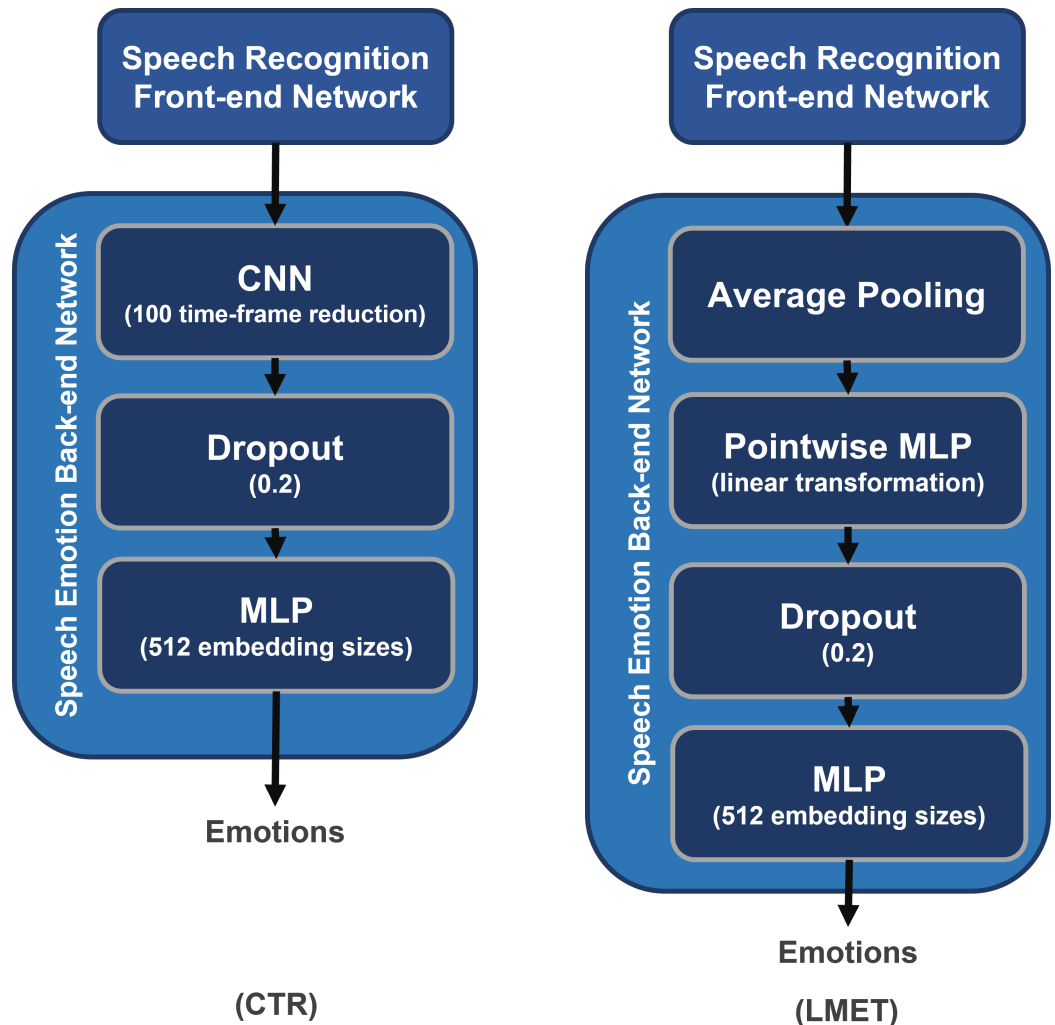 Speech Recognition
Front-end Network
Speech Emotion Back-end Network
CNN
(100 time-frame reduction)
Dropout
(0.2)
MLP
(512 embedding sizes)
Emotions
(CTR)
Speech Recognition
Front-end Network
Speech Emotion Back-end Network
Average Pooling
Pointwise MLP
(linear transformation)
Dropout
(0.2)
MLP
(512 embedding sizes)
Emotions
(LMET)